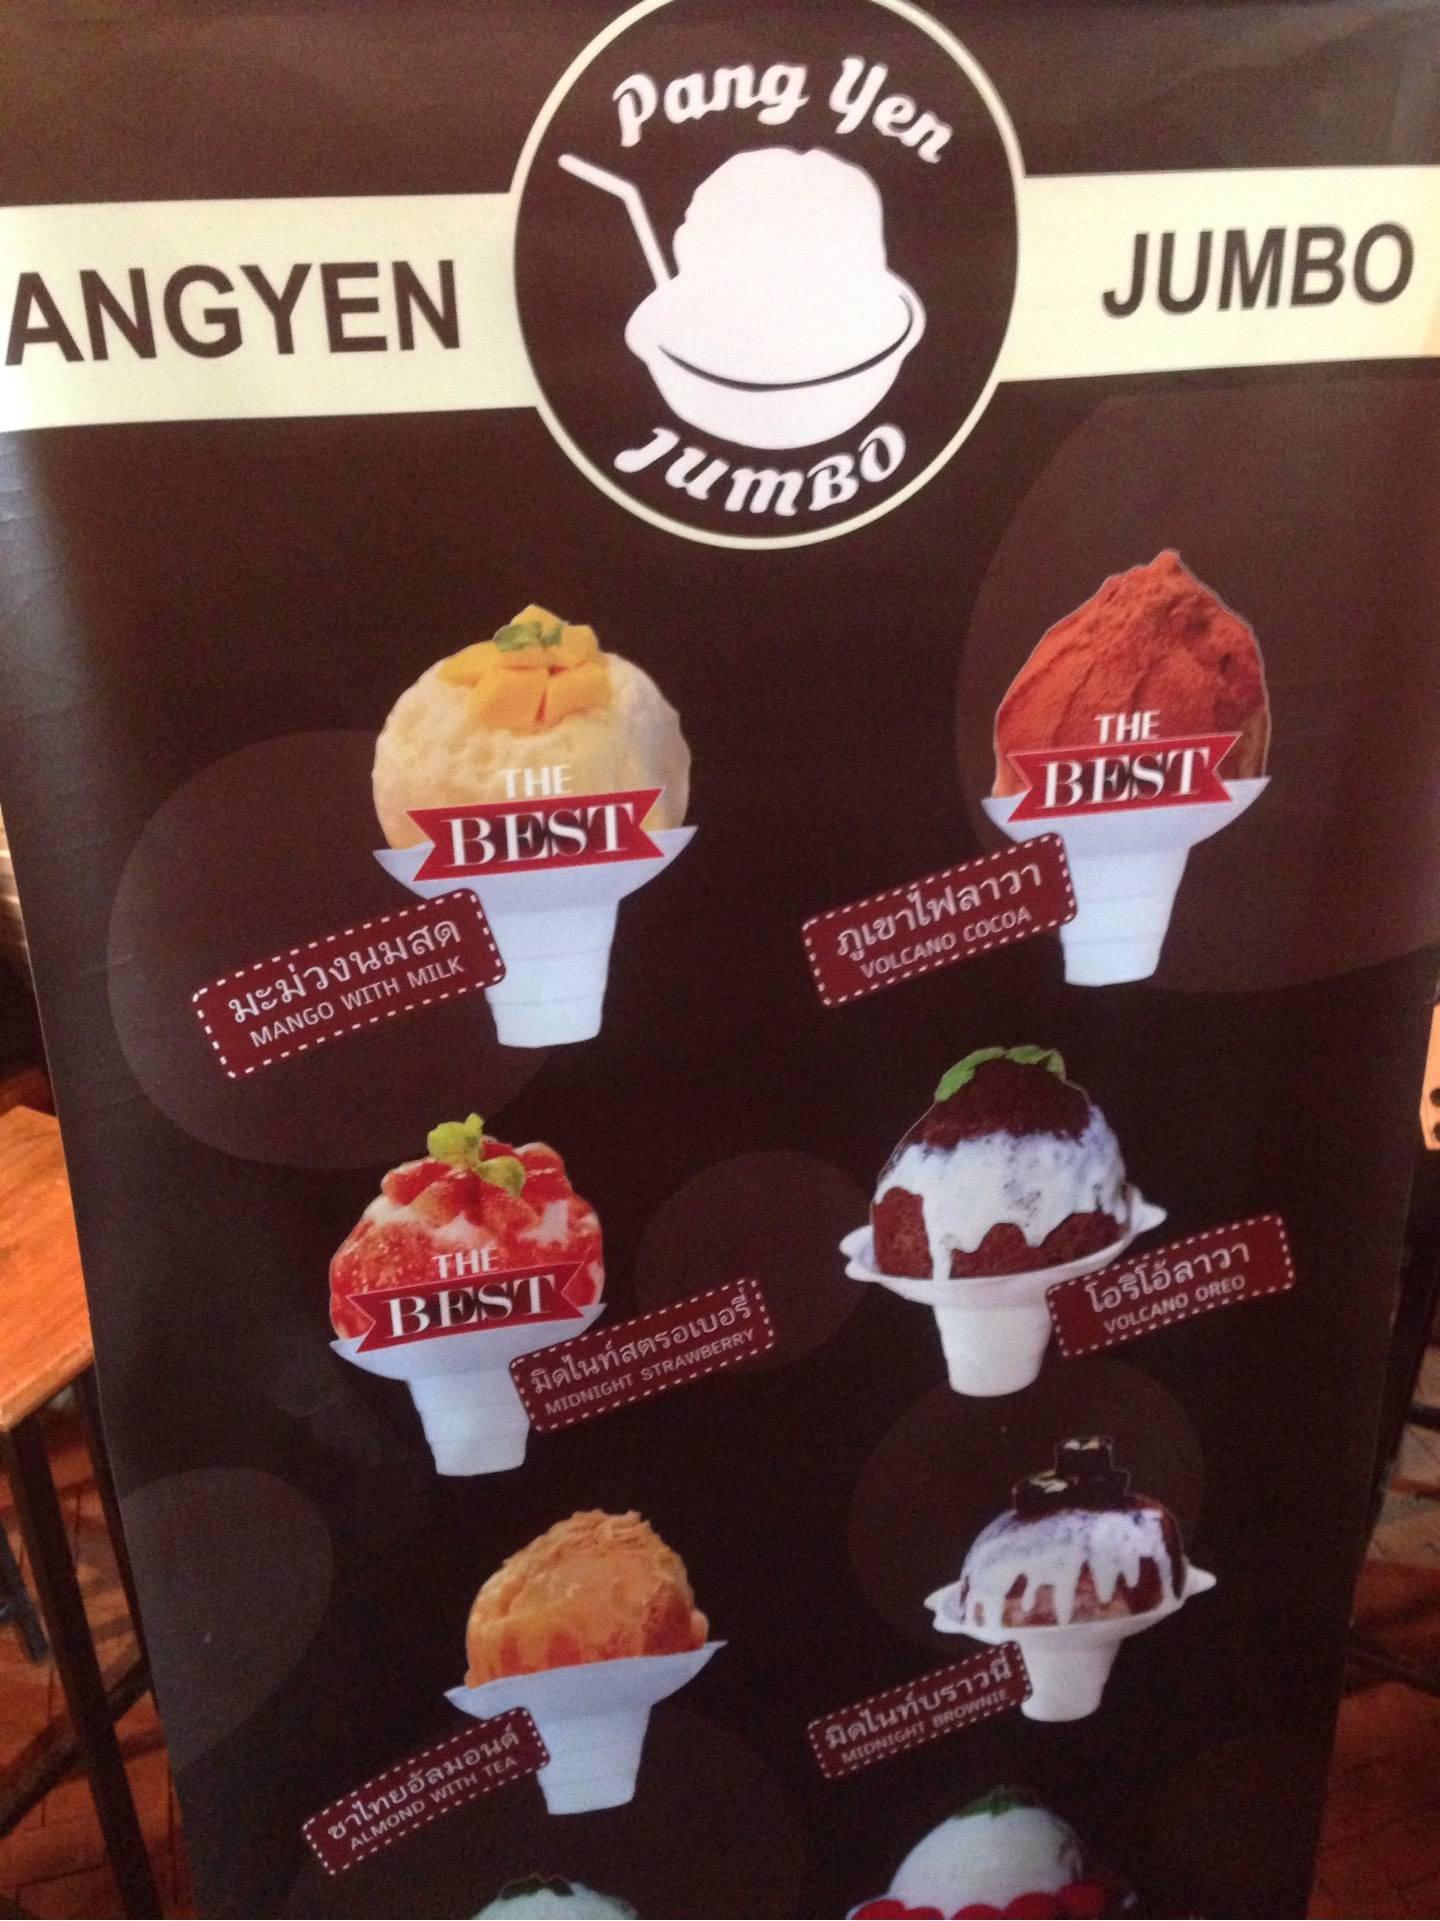 Pang Yen
ANGYEN
JUMBO
JUMBO
THE
BEST
มะม่วงนมสด
MANGO WITH MILK
THE
BEST
ภูเขาไฟลาวา
VOLCANO COCOA
THE
BEST
มิดไนท์สตรอเบอรี่
MIDNIGHT STRAWBERRY
โอริโอ้ลาวา
VOLCANO OREO
ชาไทยอัลมอนด์
ALMOND WITH TEA
มิดไนท์บราวนี่
MIDNIGHT BROWNIE